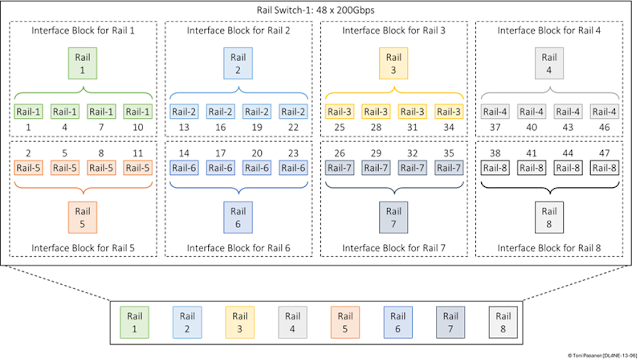 Rail Switch-1: 48 x 200Gbps
Interface Block for Rail 1
Interface Block for Rail 2
Interface Block for Rail 3
Interface Block for Rail 4
Rail
1
Rail
2
Rail
3
Rail
4
Rail-1 Rail-1 Rail-1 Rail-1
Rail-2 Rail-2 Rail-2 Rail-2
Rail-3 Rail-3 Rail-3 Rail-3
Rail-4 Rail-4 Rail-4 Rail-4
1 4 7 10
13 16 19 22
25 28 31 34
37 40 43 46
2 5 8 11
14 17 20 23
26 29 32 35
38 41 44 47
Rail-5 Rail-5 Rail-5 Rail-5
Rail-6 Rail-6 Rail-6 Rail-6
Rail-7 Rail-7 Rail-7 Rail-7
Rail-8 Rail-8 Rail-8 Rail-8
Rail
5
Rail
6
Rail
7
Rail
8
Interface Block for Rail 5
Interface Block for Rail 6
Interface Block for Rail 7
Interface Block for Rail 8
Rail
1
Rail
2
Rail
3
Rail
4
Rail
5
Rail
6
Rail
7
Rail
8
© Toni Pasanen [DL4NE-13-06]